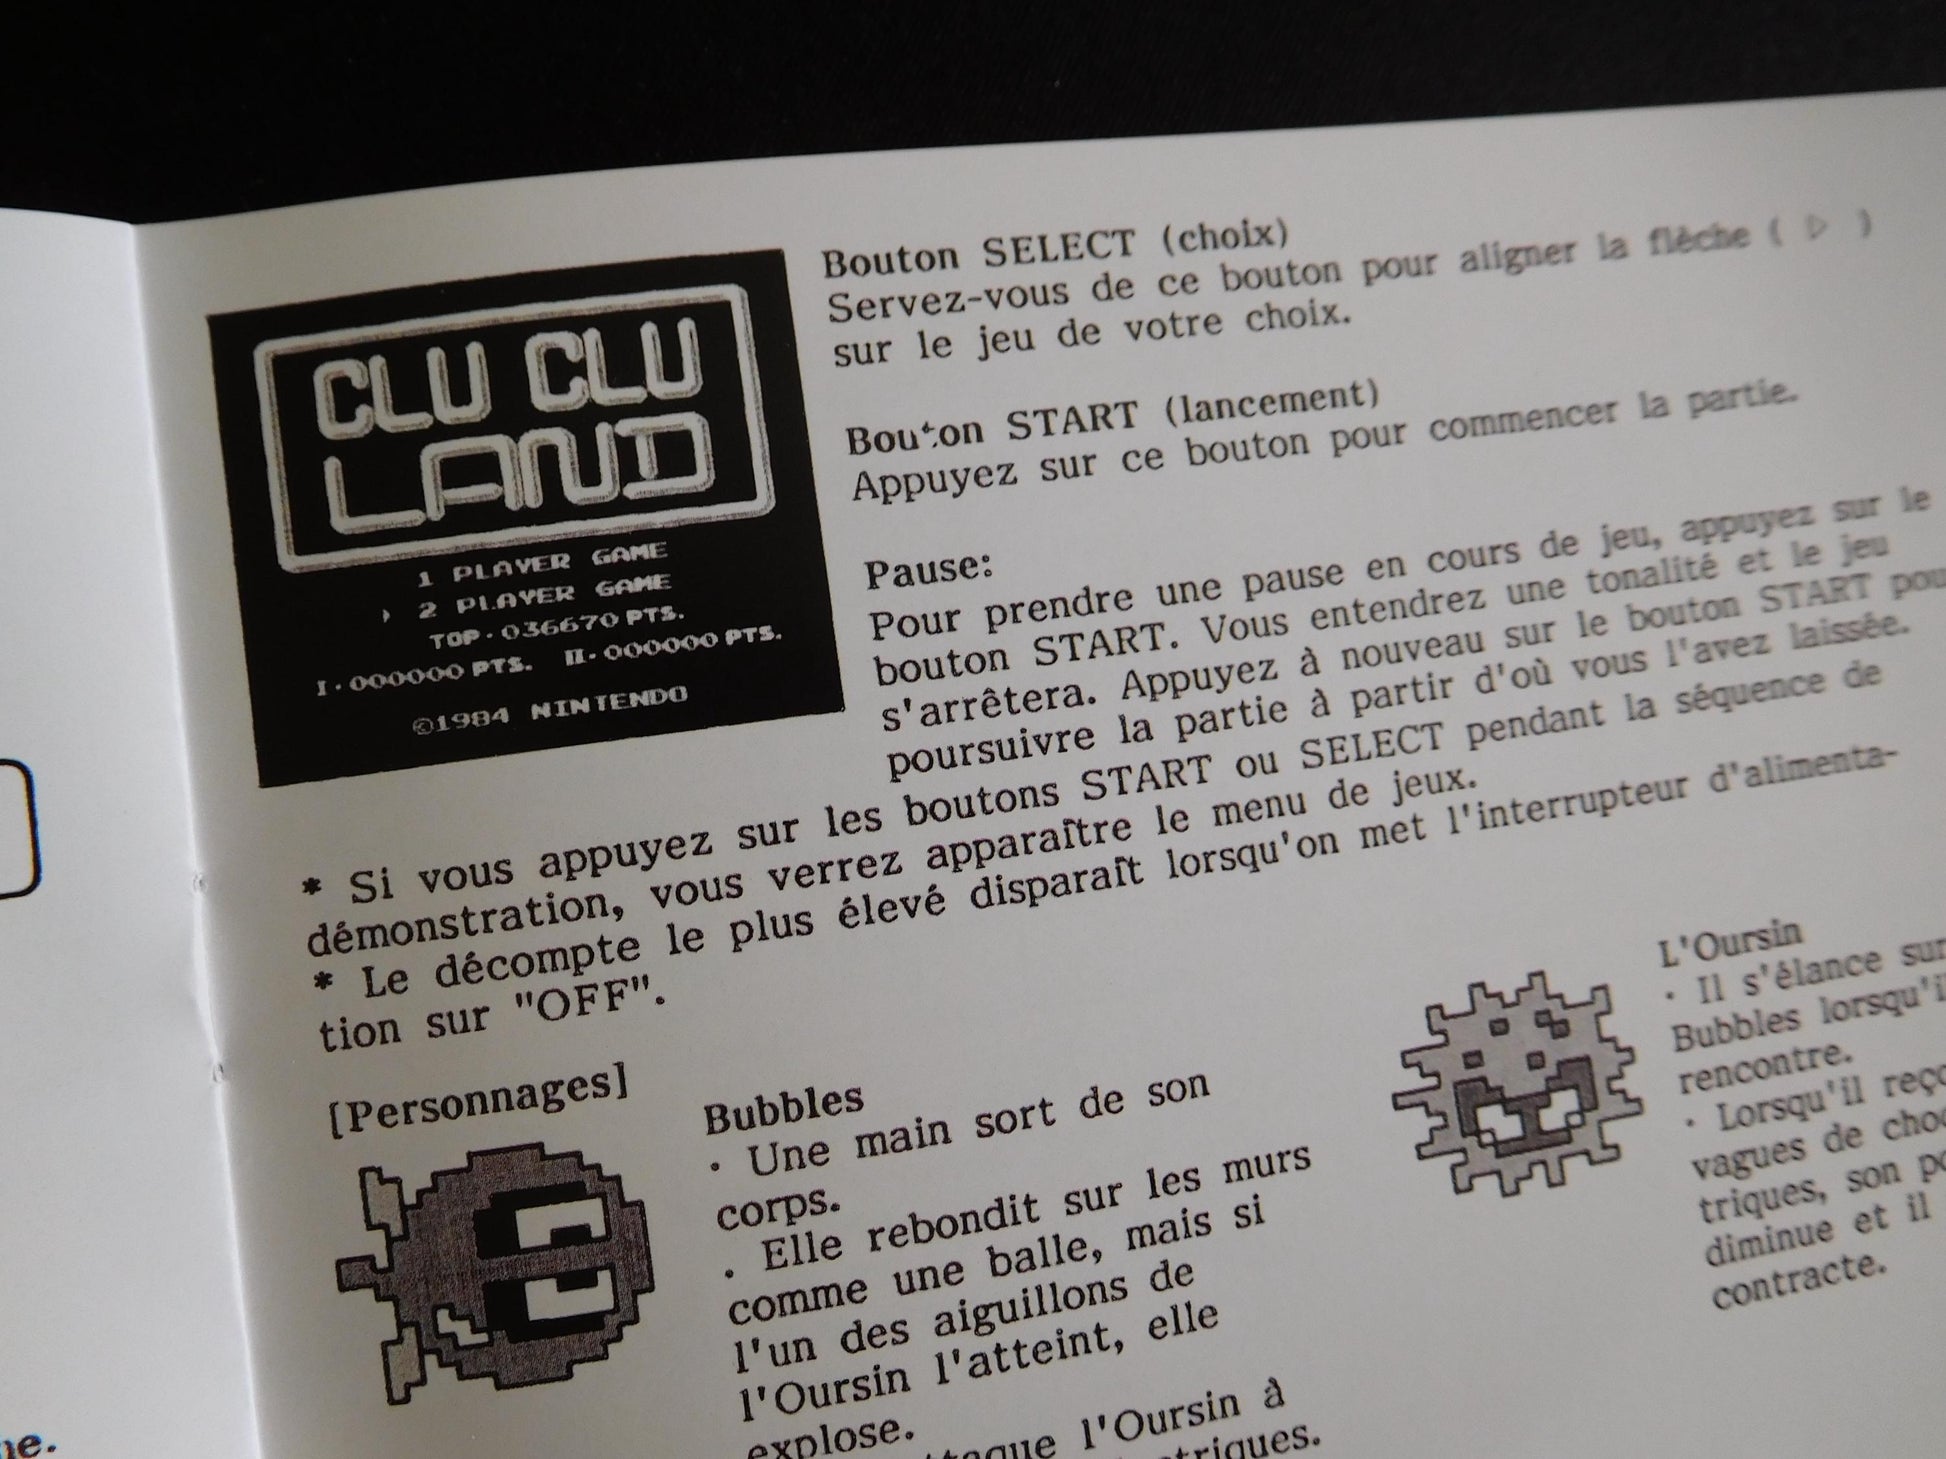 CLU CLU
LAND
1 PLAYER GAME
2 PLAYER GAME
TOP·036670 PTS.
I·000000 PTS. II·000000 PTS.
©1984 NINTENDO
Bouton SELECT (choix)
Servez-vous de ce bouton pour aligner la flèche ( ▷ )
sur le jeu de votre choix.
Bouton START (lancement)
Appuyez sur ce bouton pour commencer la partie.
Pause:
Pour prendre une pause en cours de jeu, appuyez sur le
bouton START. Vous entendrez une tonalité et le jeu
s'arrêtera. Appuyez à nouveau sur le bouton START pou
poursuivre la partie à partir d'où vous l'avez laissée.
* Si vous appuyez sur les boutons START ou SELECT pendant la séquence de
démonstration, vous verrez apparaître le menu de jeux.
* Le décompte le plus élevé disparaît lorsqu'on met l'interrupteur d'alimenta-
tion sur "OFF".
[Personnages]
Bubbles
· Une main sort de son
corps.
. Elle rebondit sur les murs
comme une balle, mais si
l'un des aiguillons de
l'Oursin l'atteint, elle
explose.
l'Oursin à
triques.
L'Oursin
· Il s'élance sur
Bubbles lorsqu'il
rencontre.
· Lorsqu'il reço
vagues de choc
triques, son po
diminue et il
contracte.
ne.